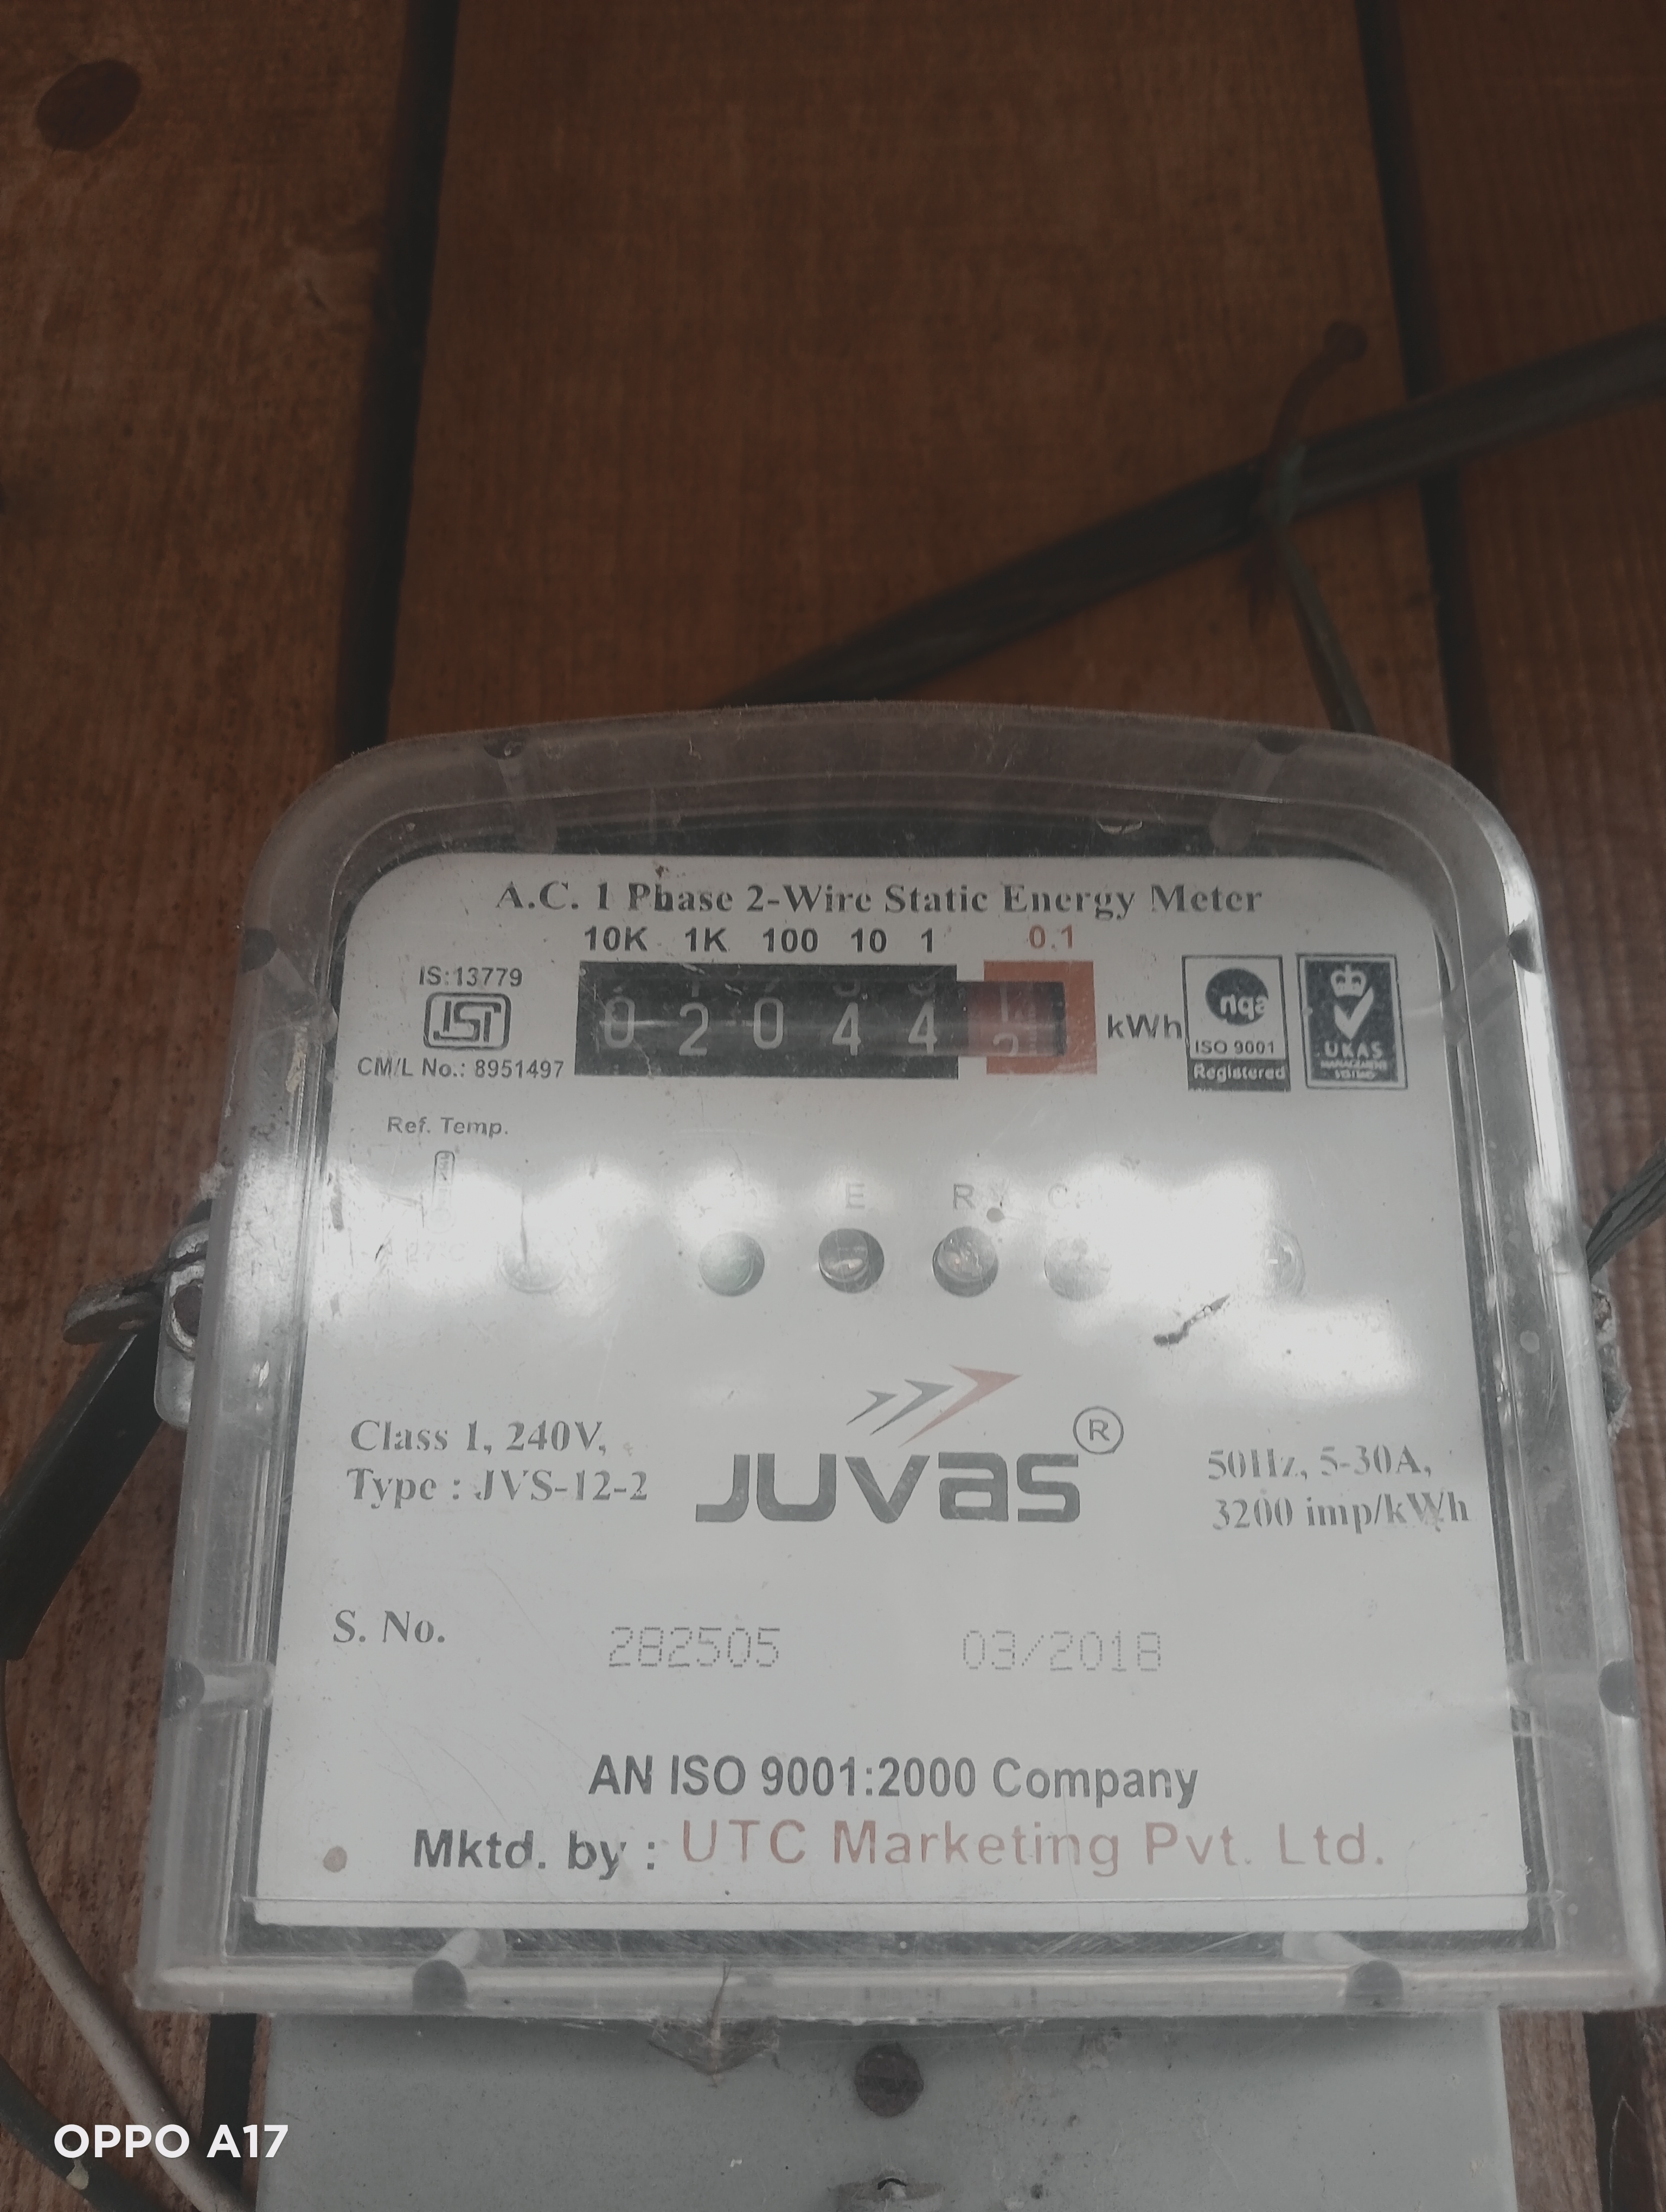 A.C. 1 Phase 2-Wire Static Energy Meter
10K 1K 100 10 1 0.1
IS:13779
ISI
CM/L No.: 8951497
0 2 0 4 4
kWh
nqa
ISO 9001
Registered
UKAS
MANAGEMENT
SYSTEMS
Ref. Temp.
27°C
E R C
Class 1, 240V,
Type : JVS-12-2
JUVAS®
50Hz, 5-30A,
3200 imp/kWh
S. No. 282505 03/2018
AN ISO 9001:2000 Company
Mktd. by : UTC Marketing Pvt. Ltd.
OPPO A17